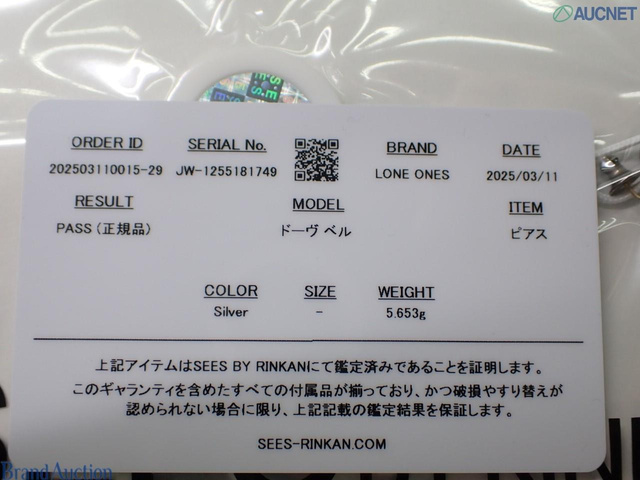 AUCNET
S.E.
E.S
ORDER ID
SERIAL No.
BRAND
DATE
202503110015-29
JW-1255181749
LONE ONES
2025/03/11
RESULT
MODEL
ITEM
PASS (正規品)
ドーヴ ベル
ピアス
COLOR
SIZE
WEIGHT
Silver
-
5.653g
上記アイテムはSEES BY RINKANにて鑑定済みであることを証明します。
このギャランティを含めたすべての付属品が揃っており、かつ破損やすり替えが
認められない場合に限り、上記記載の鑑定結果を保証します。
SEES-RINKAN.COM
BrandAuction